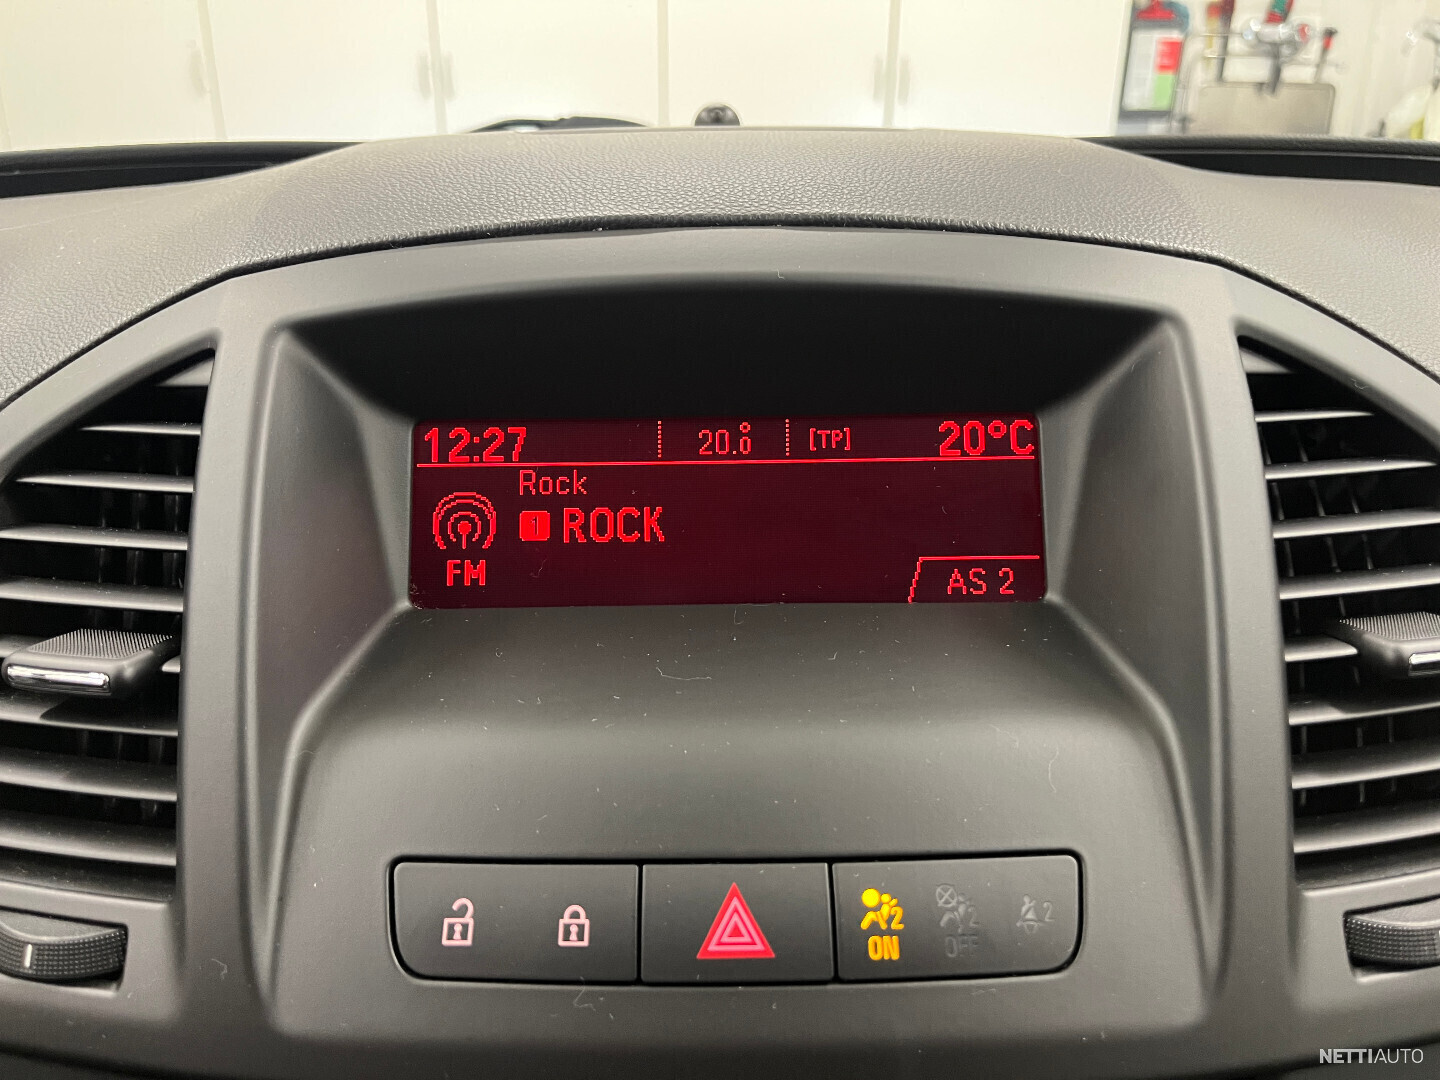 12:27 20.0° [TP] 20°C
Rock
1 ROCK
FM
AS 2
2 ON
2 OFF
2
NETTIAUTO